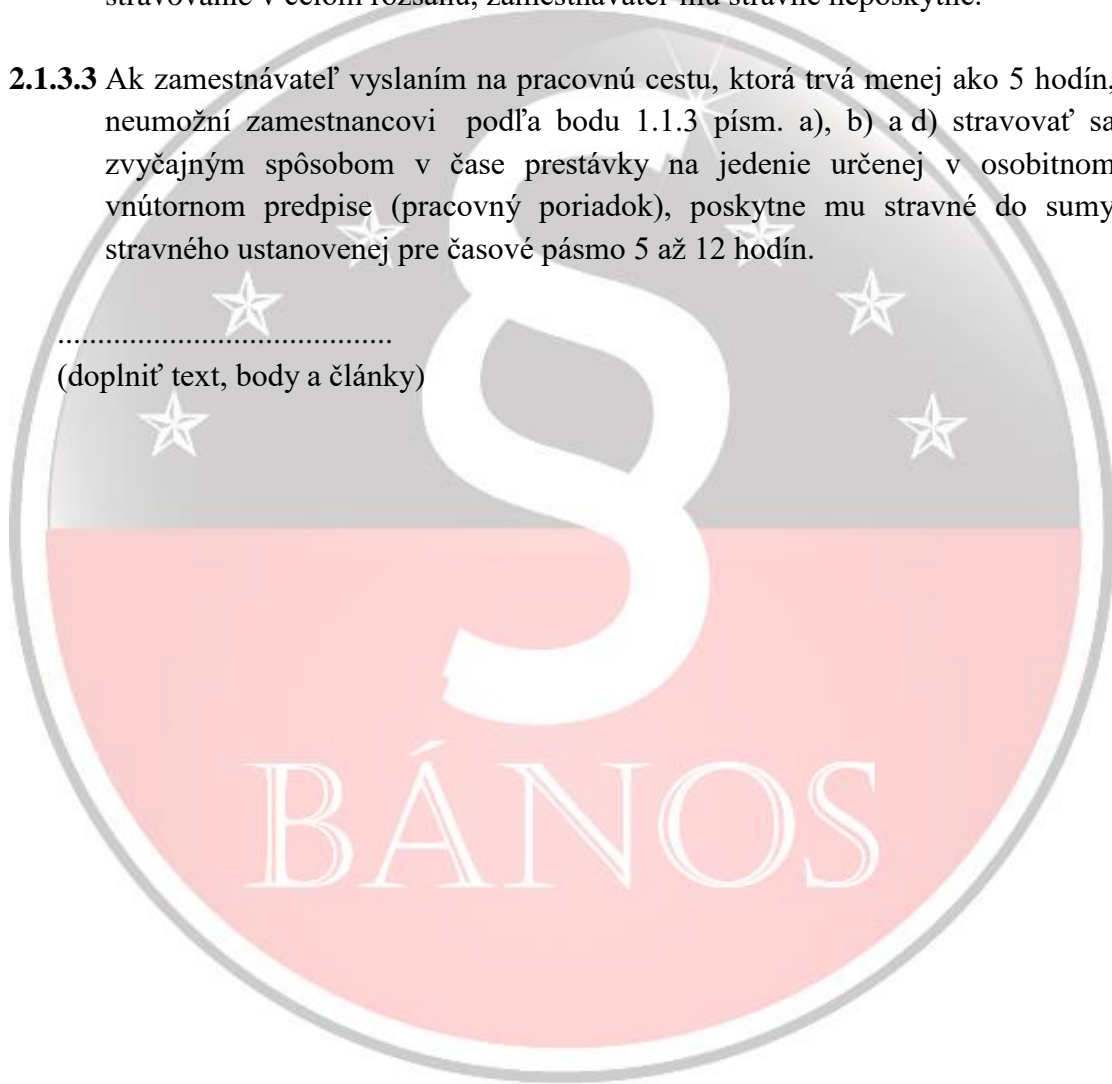 stravovanie v celom rozsahu, zamestnávateľ mu stravné neposkytne.
2.1.3.3 Ak zamestnávateľ vyslaním na pracovnú cestu, ktorá trvá menej ako 5 hodín,
neumožní zamestnancovi podľa bodu 1.1.3 písm. a), b) a d) stravovať sa
zvyčajným spôsobom v čase prestávky na jedenie určenej v osobitnom
vnútornom predpise (pracovný poriadok), poskytne mu stravné do sumy
stravného ustanovenej pre časové pásmo 5 až 12 hodín.
..........................................
(doplniť text, body a články)
§
BÁNOS